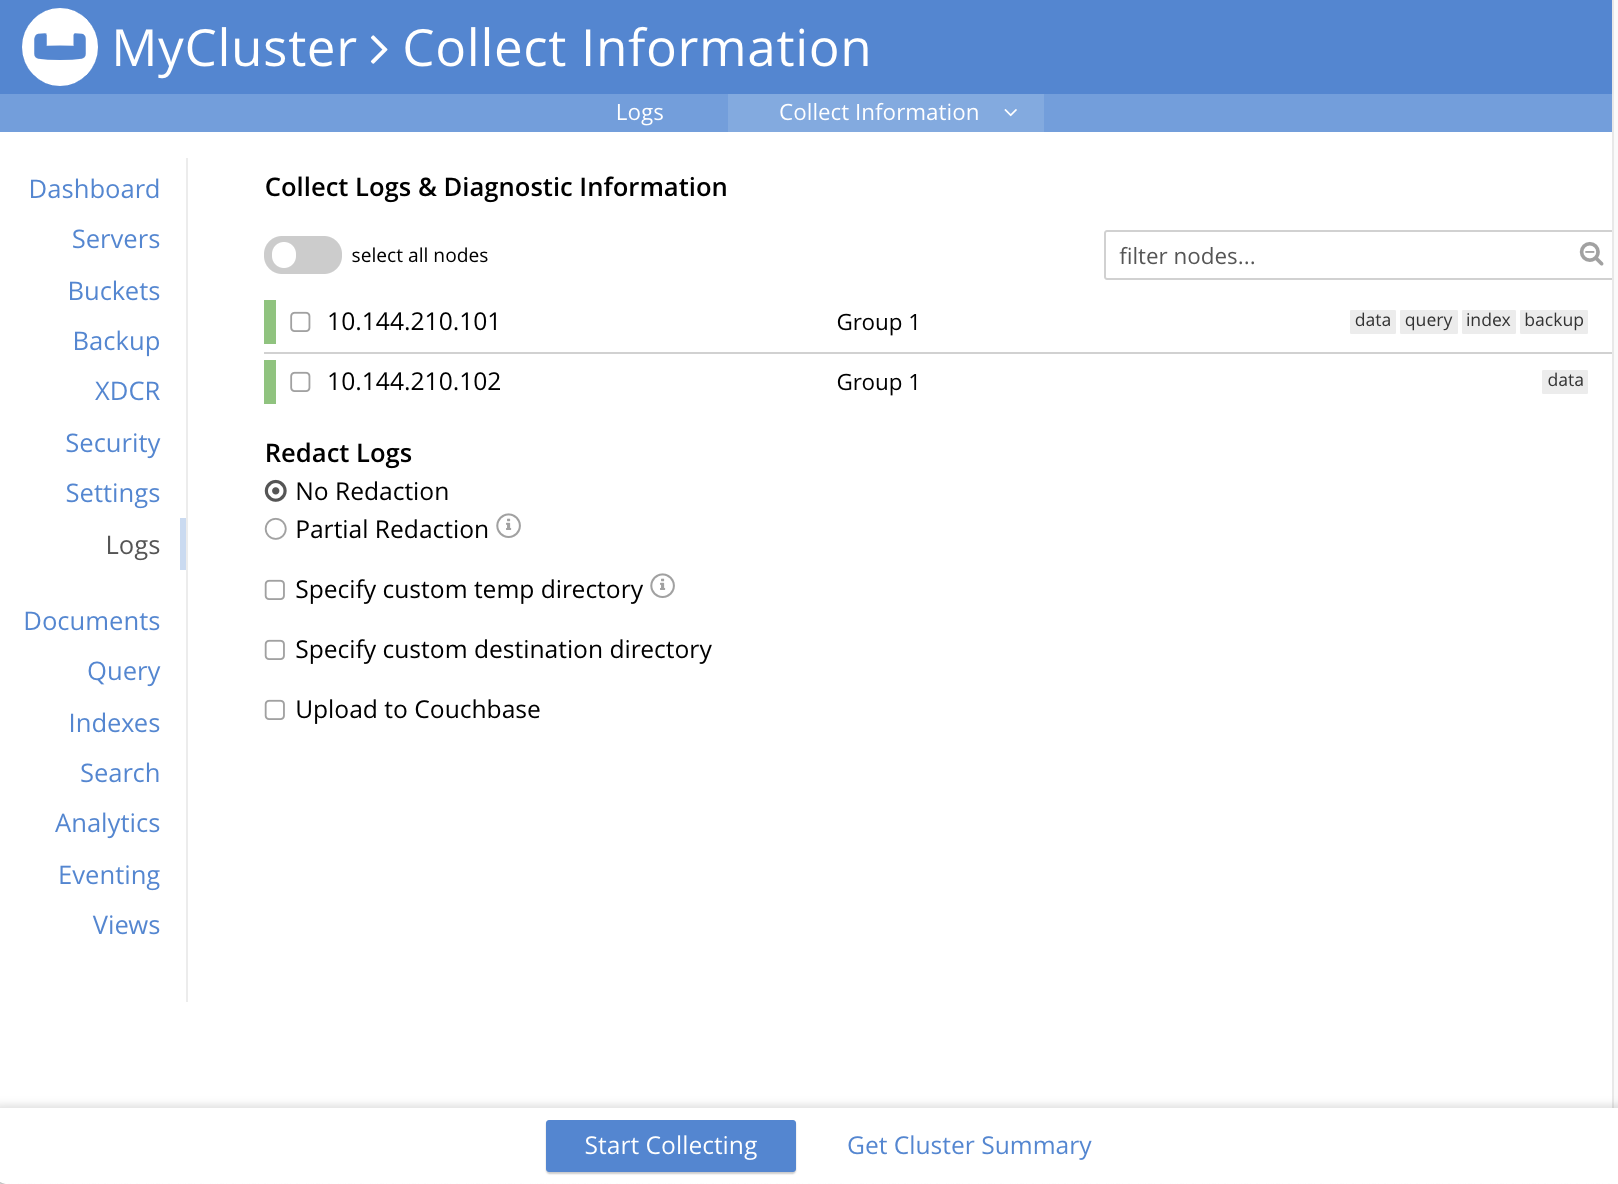 MyCluster > Collect Information
Logs
Collect Information
Dashboard
Servers
Buckets
Backup
XDCR
Security
Settings
Logs
Documents
Query
Indexes
Search
Analytics
Eventing
Views
Collect Logs & Diagnostic Information
select all nodes
filter nodes...
10.144.210.101 Group 1 data query index backup
10.144.210.102 Group 1 data
Redact Logs
No Redaction
Partial Redaction
Specify custom temp directory
Specify custom destination directory
Upload to Couchbase
Start Collecting
Get Cluster Summary